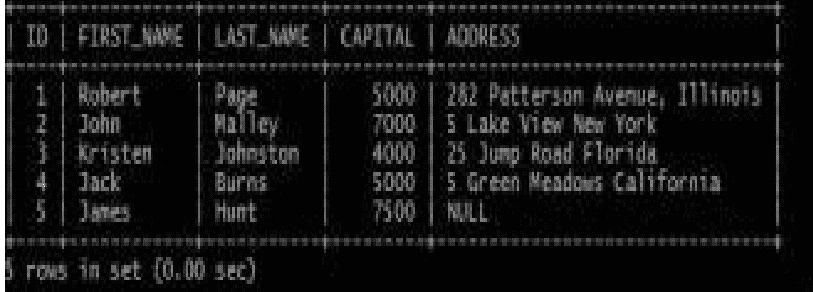 | ID | FIRST_NAME | LAST_NAME | CAPITAL | ADDRESS |
| 1 | Robert | Page | 5000 | 282 Patterson Avenue, Illinois |
| 2 | John | Malley | 7000 | 5 Lake View New York |
| 3 | Kristen | Johnston | 4000 | 25 Jump Road Florida |
| 4 | Jack | Burns | 5000 | 5 Green Meadows California |
| 5 | James | Hunt | 7500 | NULL |
5 rows in set (0.00 sec)